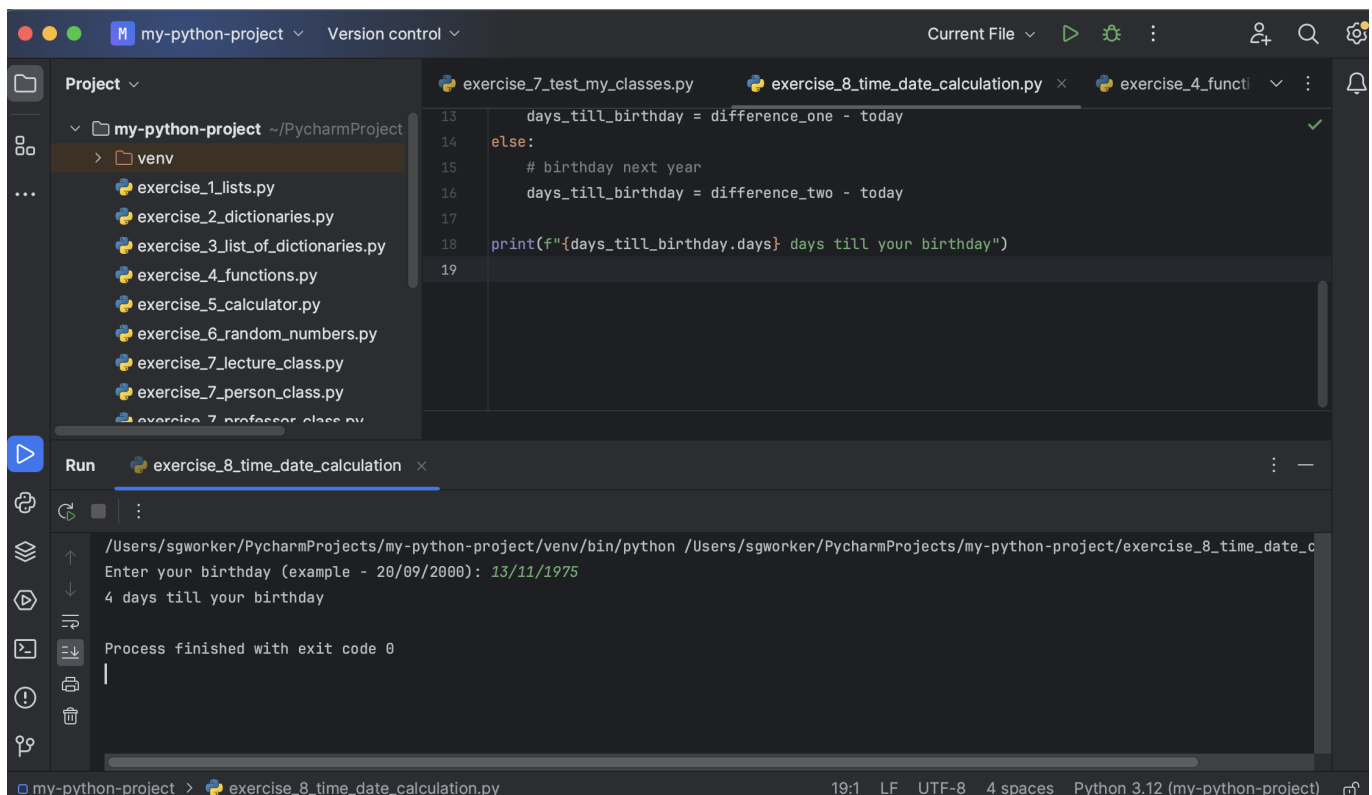 M my-python-project Version control Current File
Project
exercise_7_test_my_classes.py exercise_8_time_date_calculation.py exercise_4_functi
my-python-project ~/PycharmProject
venv
exercise_1_lists.py
exercise_2_dictionaries.py
exercise_3_list_of_dictionaries.py
exercise_4_functions.py
exercise_5_calculator.py
exercise_6_random_numbers.py
exercise_7_lecture_class.py
exercise_7_person_class.py
exercise_7_professor_class.py
13 days_till_birthday = difference_one - today
14 else:
15 # birthday next year
16 days_till_birthday = difference_two - today
17
18 print(f"{days_till_birthday.days} days till your birthday")
19
Run exercise_8_time_date_calculation
/Users/sgworker/PycharmProjects/my-python-project/venv/bin/python /Users/sgworker/PycharmProjects/my-python-project/exercise_8_time_date_c
Enter your birthday (example - 20/09/2000): 13/11/1975
4 days till your birthday
Process finished with exit code 0
my-python-project > exercise_8_time_date_calculation.py 19:1 LF UTF-8 4 spaces Python 3.12 (my-python-project)